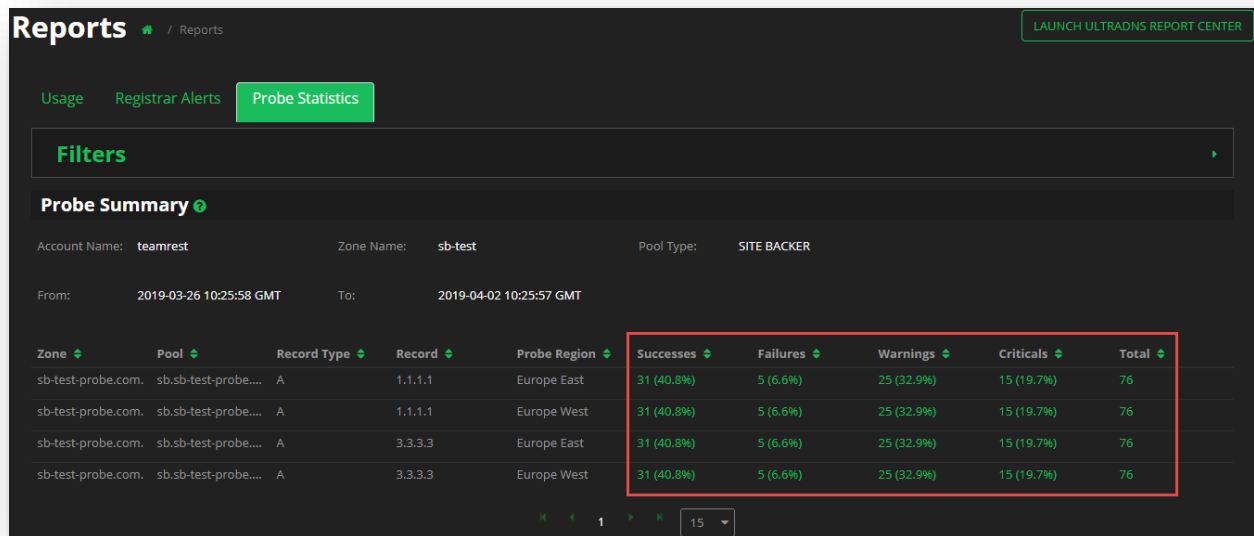 Reports / Reports
LAUNCH ULTRADNS REPORT CENTER
Usage Registrar Alerts Probe Statistics
Filters
Probe Summary
Account Name: teamrest Zone Name: sb-test Pool Type: SITE BACKER
From: 2019-03-26 10:25:58 GMT To: 2019-04-02 10:25:57 GMT
Zone Pool Record Type Record Probe Region Successes Failures Warnings Criticals Total
sb-test-probe.com. sb.sb-test-probe.... A 1.1.1.1 Europe East 31 (40.8%) 5 (6.6%) 25 (32.9%) 15 (19.7%) 76
sb-test-probe.com. sb.sb-test-probe.... A 1.1.1.1 Europe West 31 (40.8%) 5 (6.6%) 25 (32.9%) 15 (19.7%) 76
sb-test-probe.com. sb.sb-test-probe.... A 3.3.3.3 Europe East 31 (40.8%) 5 (6.6%) 25 (32.9%) 15 (19.7%) 76
sb-test-probe.com. sb.sb-test-probe.... A 3.3.3.3 Europe West 31 (40.8%) 5 (6.6%) 25 (32.9%) 15 (19.7%) 76
1 15